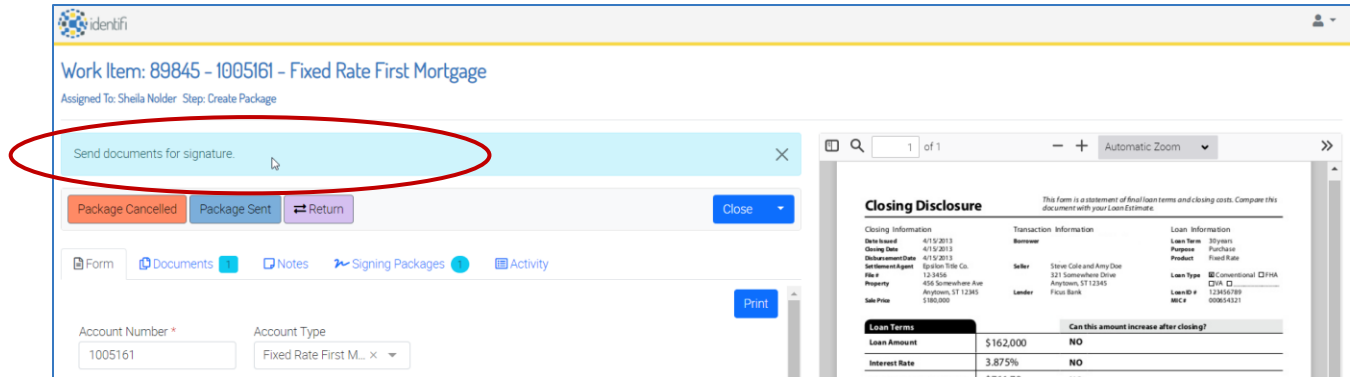 identifi
Work Item: 89845 - 1005161 - Fixed Rate First Mortgage
Assigned To: Sheila Nolder Step: Create Package
Send documents for signature.
Package Cancelled Package Sent Return
Close
Form Documents 1 Notes Signing Packages 1 Activity
Print
Account Number * Account Type
1005161 Fixed Rate First M...
1 of 1 Automatic Zoom
Closing Disclosure
This form is a statement of final loan terms and closing costs. Compare this
document with your Loan Estimate.
Closing Information
Date Issued 4/15/2013
Closing Date 4/15/2013
Disbursement Date 4/15/2013
Settlement Agent Epsilon Title Co.
File # 12-3456
Property 456 Somewhere Ave
Anytown, ST 12345
Sale Price $180,000
Transaction Information
Borrower
Seller Steve Cole and Amy Doe
321 Somewhere Drive
Anytown, ST 12345
Lender Ficus Bank
Loan Information
Loan Term 30 years
Purpose Purchase
Product Fixed Rate
Loan Type Conventional FHA
VA
Loan ID # 123456789
MIC # 000654321
Loan Terms Can this amount increase after closing?
Loan Amount $162,000 NO
Interest Rate 3.875% NO